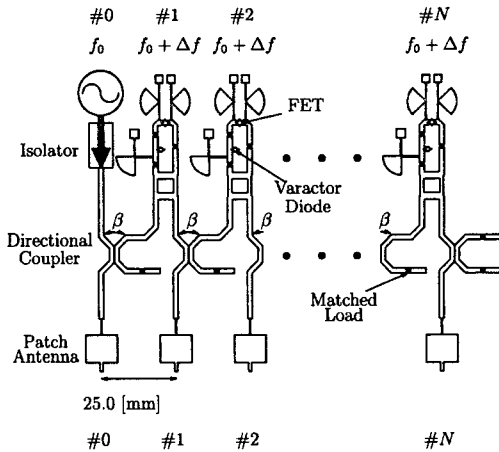 #0 #1 #2 #N
f₀ f₀ + Δf f₀ + Δf f₀ + Δf
FET
Isolator
Varactor
Diode
β β β β
Directional
Coupler
Matched
Load
Patch
Antenna
25.0 [mm]
#0 #1 #2 #N